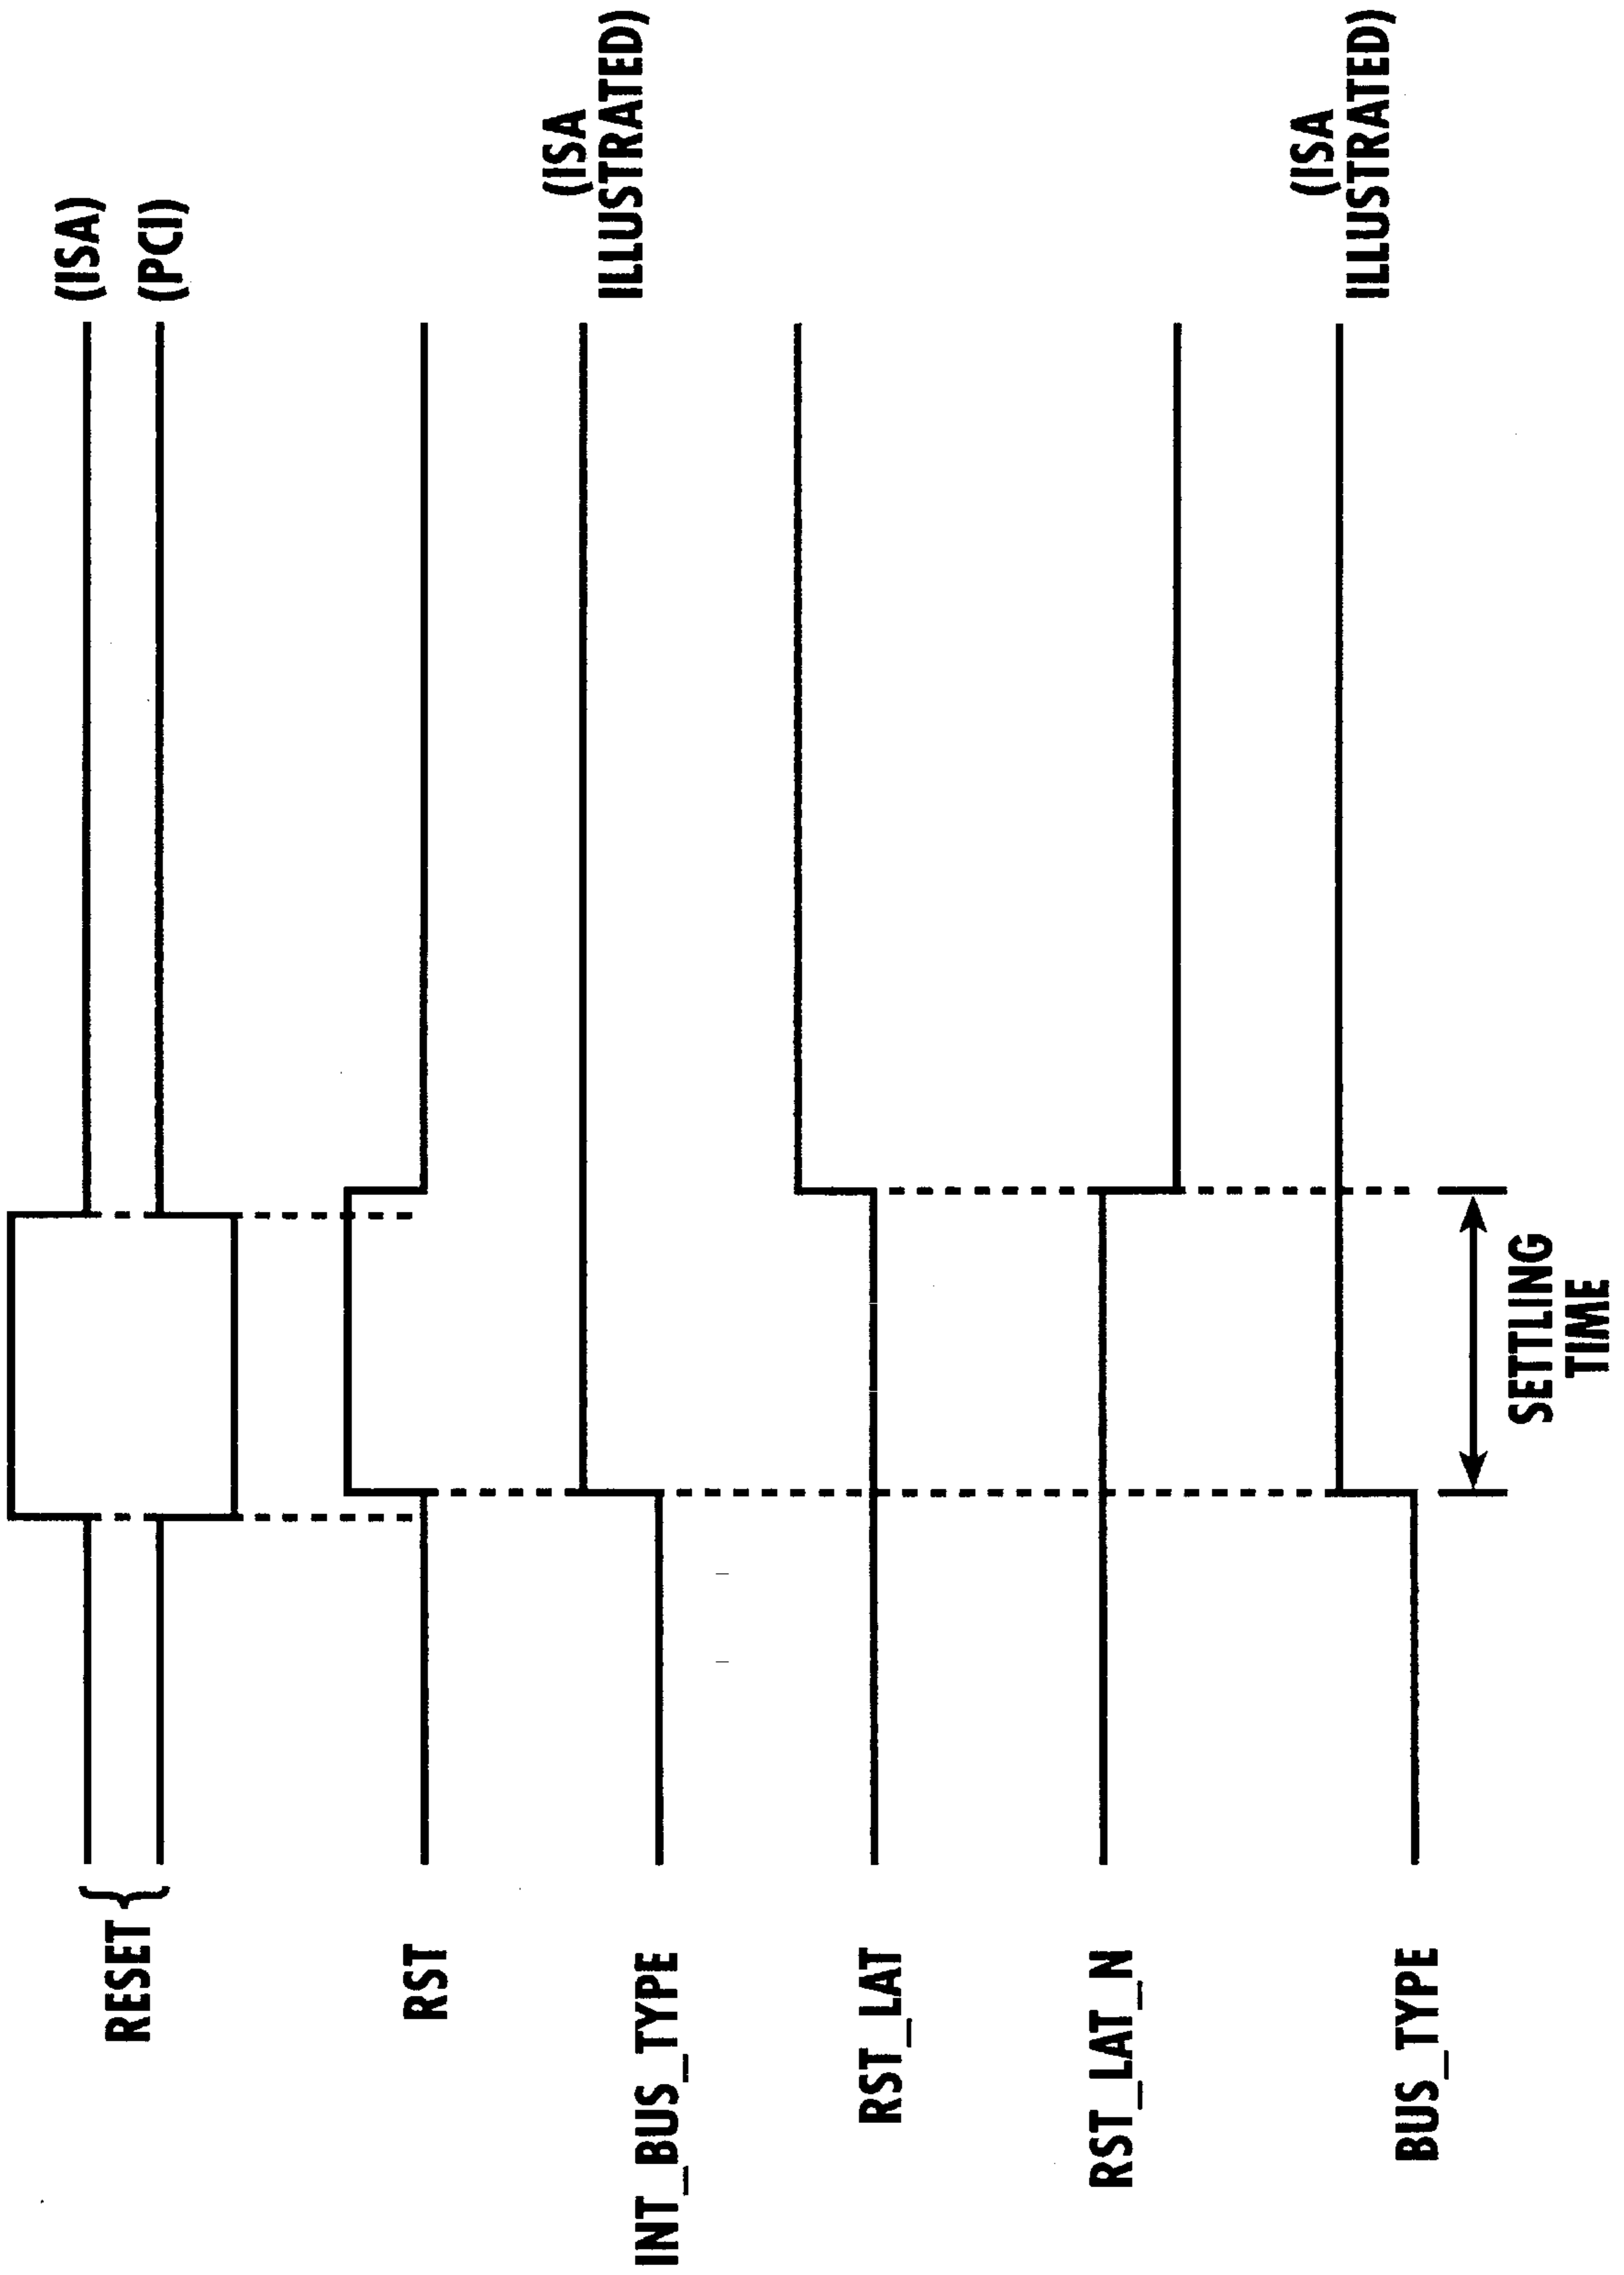 RESET{
(ISA)
(PCI)
RST
INT_BUS_TYPE
(ISA
ILLUSTRATED)
RST_LAT
RST_LAT_N
BUS_TYPE
(ISA
ILLUSTRATED)
SETTLING
TIME